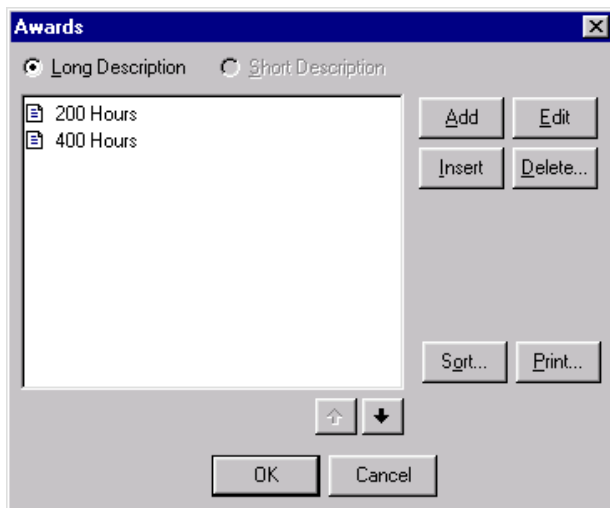 Awards
Long Description Short Description
200 Hours
400 Hours
Add Edit
Insert Delete...
Sort... Print...
OK Cancel